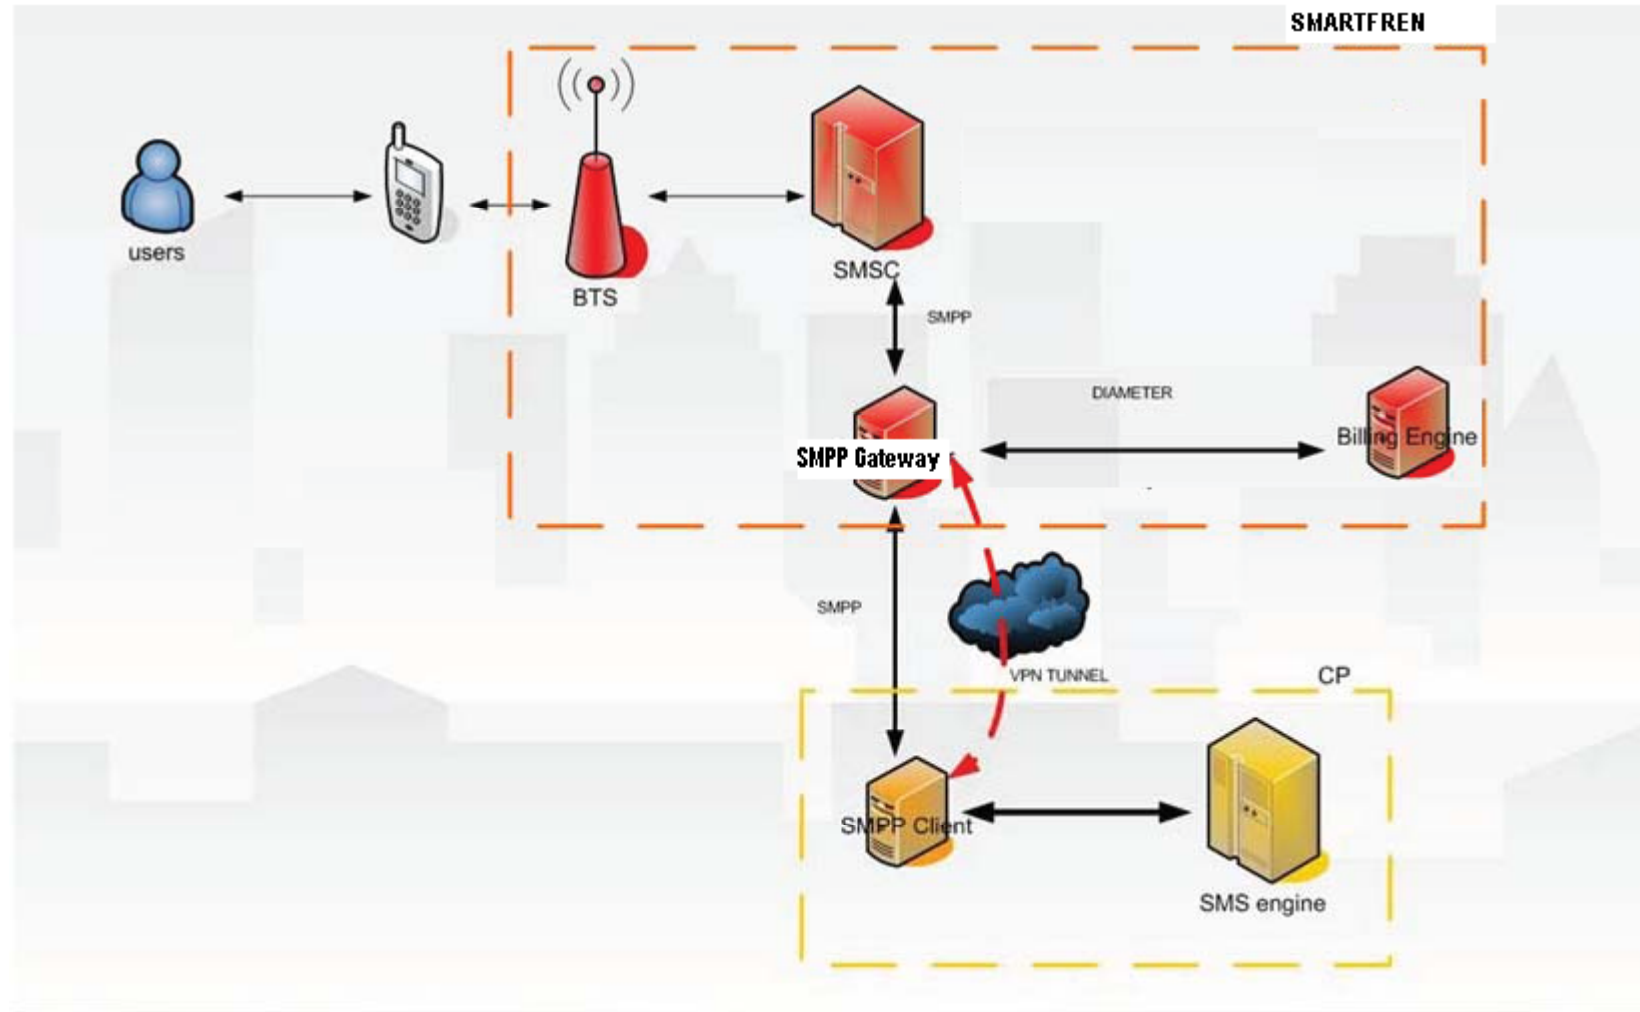 SMARTFREN
users
BTS
SMSC
SMPP
DIAMETER
Billing Engine
SMPP Gateway
SMPP
VPN TUNNEL
CP
SMPP Client
SMS engine